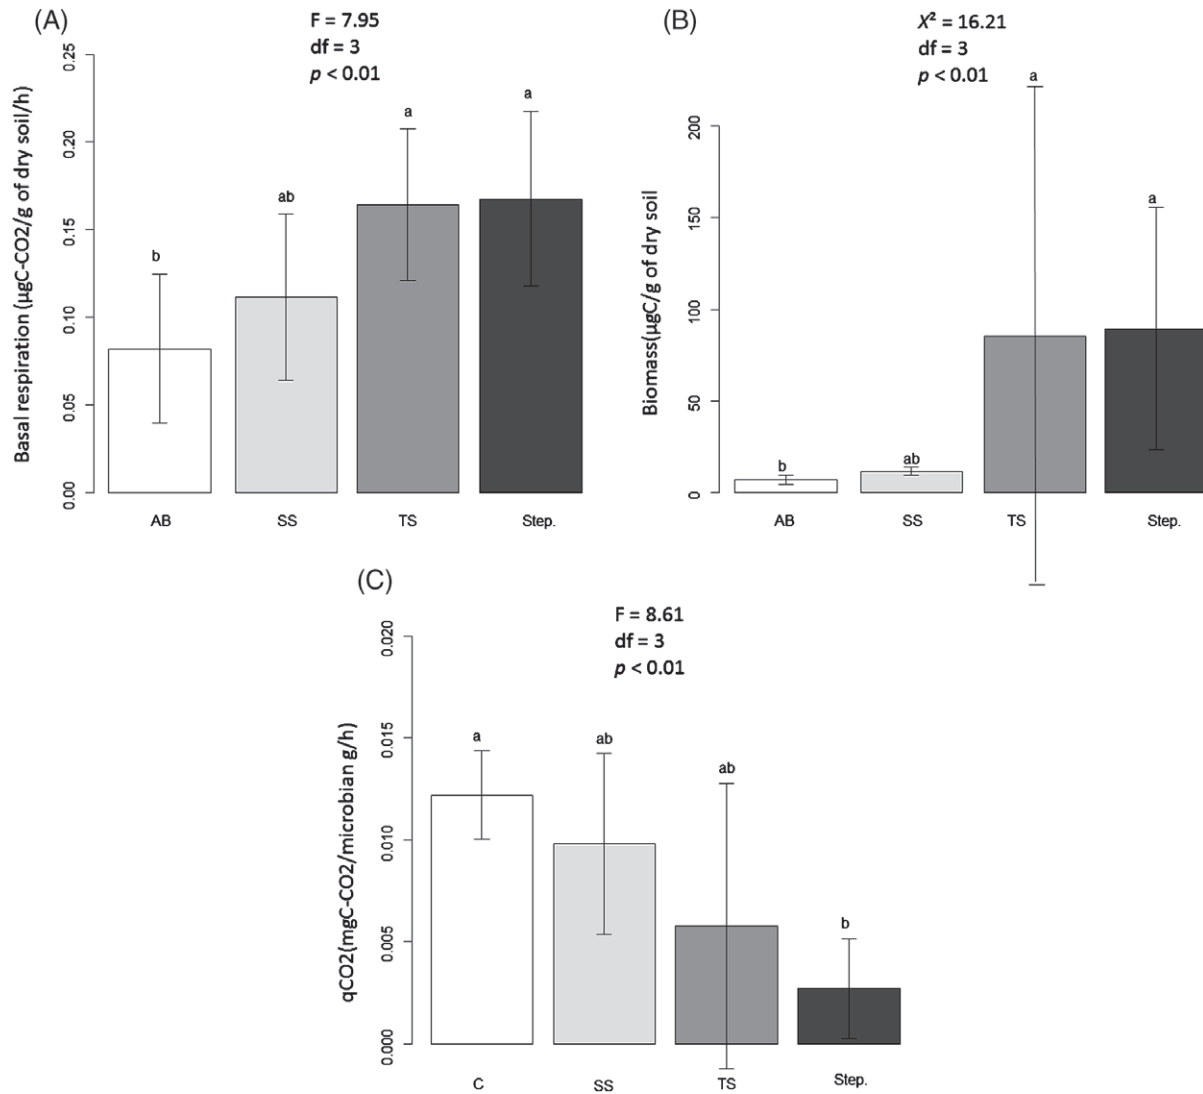 (A)
F = 7.95
df = 3
p < 0.01
Basal respiration (µgC-CO2/g of dry soil/h)
0.25
0.20
0.15
0.10
0.05
0.00
b
ab
a
a
AB
SS
TS
Step.
(B)
X² = 16.21
df = 3
p < 0.01
Biomass(µgC/g of dry soil
200
150
100
50
0
b
ab
a
a
AB
SS
TS
Step.
(C)
F = 8.61
df = 3
p < 0.01
qCO2(mgC-CO2/microbian g/h)
0.020
0.015
0.010
0.005
0.000
a
ab
ab
b
C
SS
TS
Step.